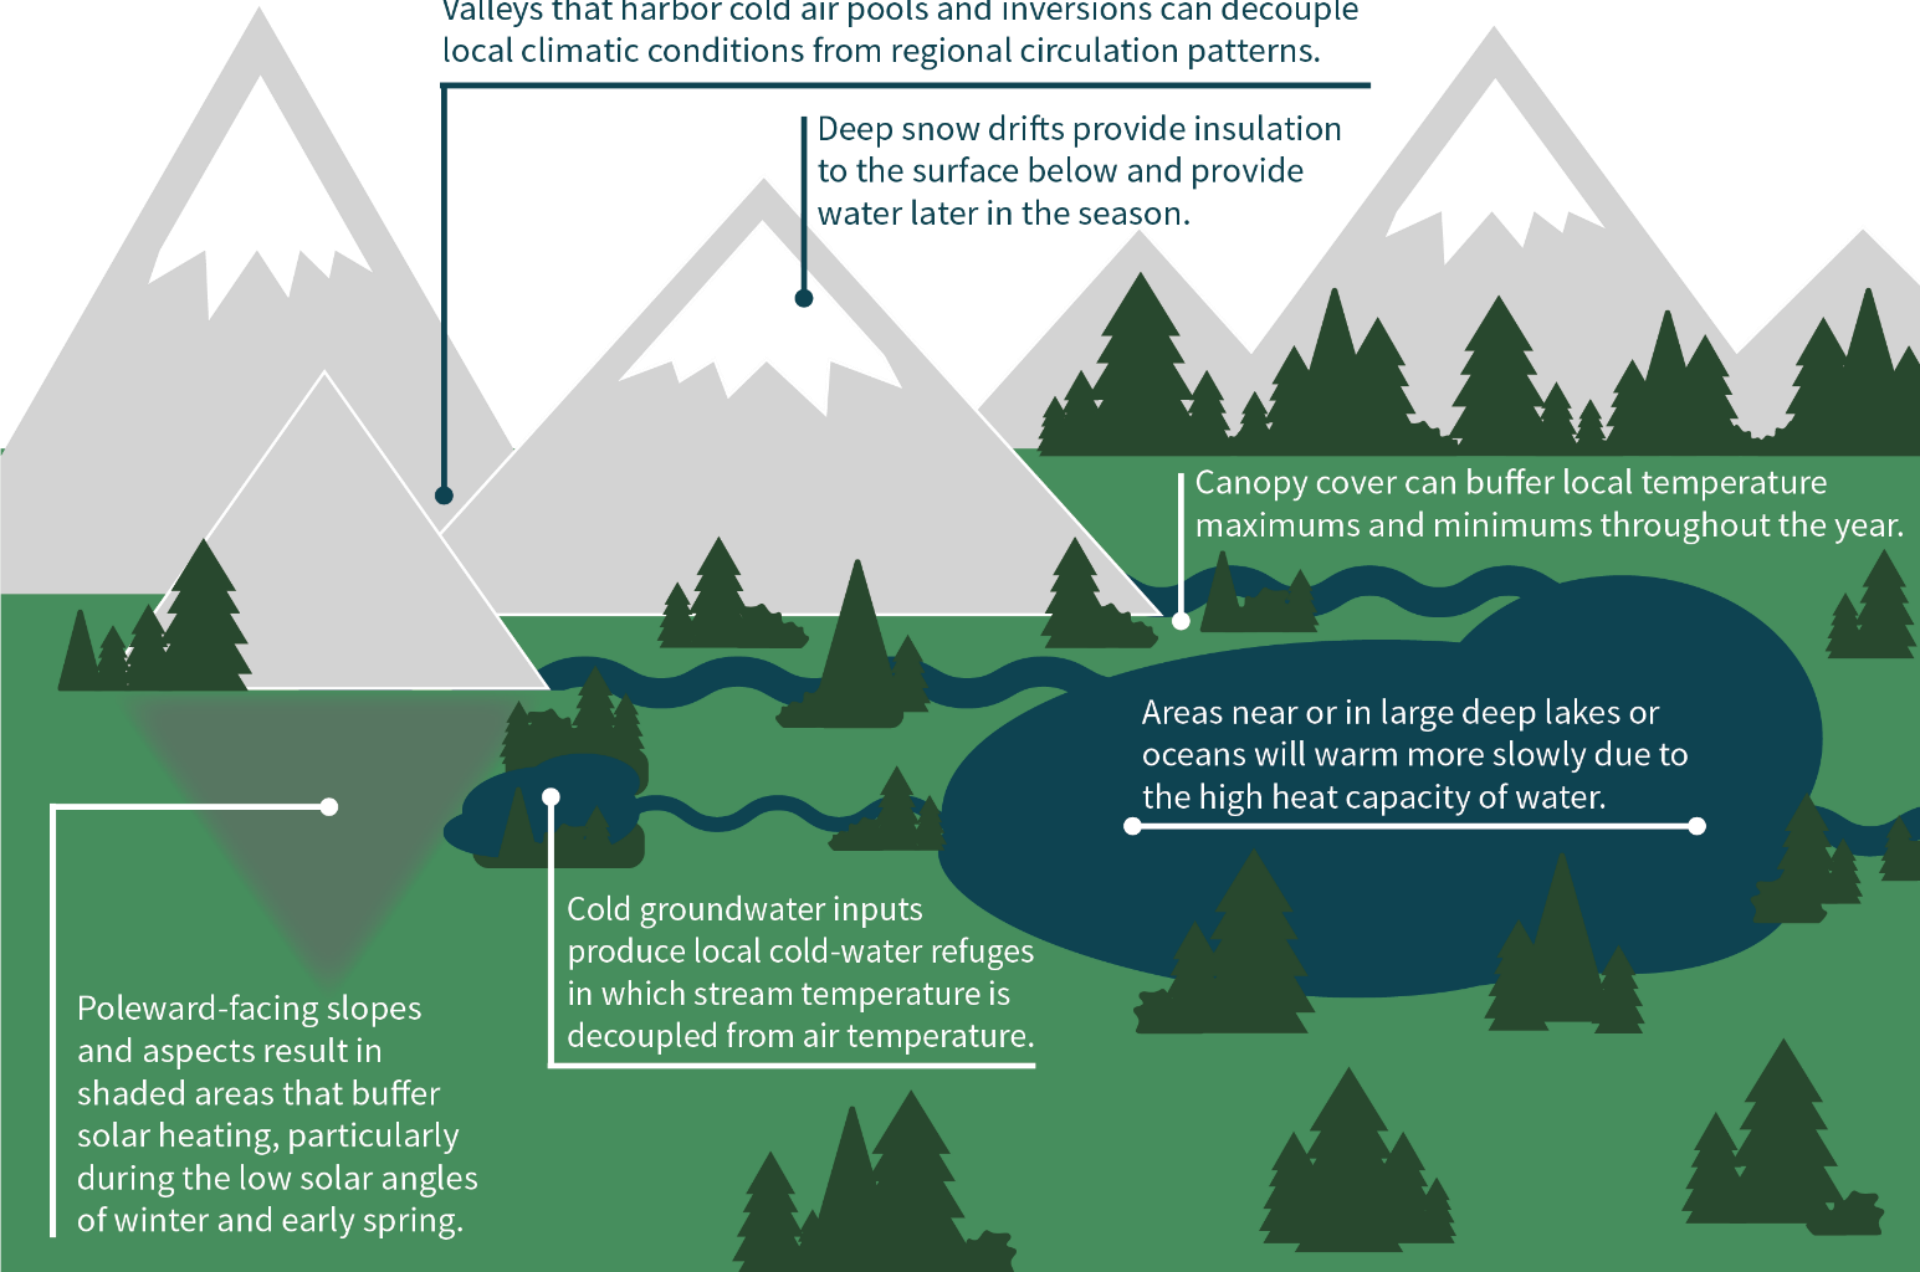 Valleys that harbor cold air pools and inversions can decouple
local climatic conditions from regional circulation patterns.
Deep snow drifts provide insulation
to the surface below and provide
water later in the season.
Canopy cover can buffer local temperature
maximums and minimums throughout the year.
Areas near or in large deep lakes or
oceans will warm more slowly due to
the high heat capacity of water.
Cold groundwater inputs
produce local cold-water refuges
in which stream temperature is
decoupled from air temperature.
Poleward-facing slopes
and aspects result in
shaded areas that buffer
solar heating, particularly
during the low solar angles
of winter and early spring.